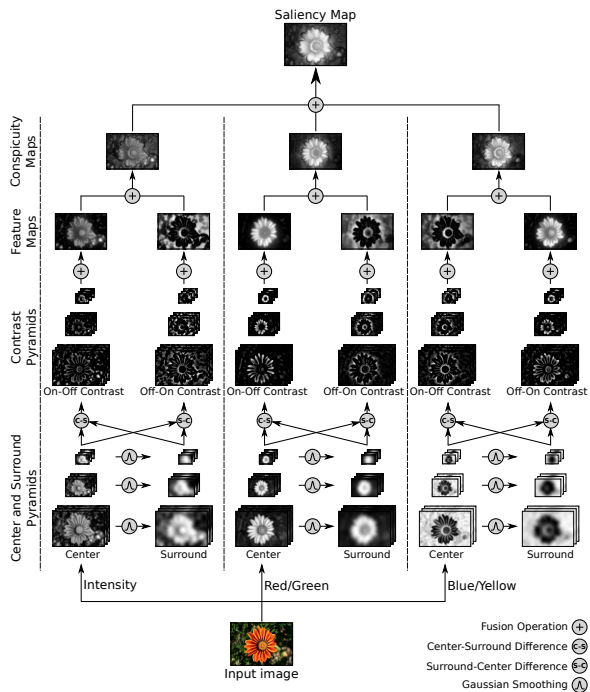 Saliency Map
+
Conspicuity
Maps
+ + +
Feature
Maps
+ + + + + +
Contrast
Pyramids
On-Off Contrast Off-On Contrast On-Off Contrast Off-On Contrast On-Off Contrast Off-On Contrast
C-S S-C C-S S-C C-S S-C
Center and Surround
Pyramids
Center Surround Center Surround Center Surround
Intensity Red/Green Blue/Yellow
Input image
Fusion Operation +
Center-Surround Difference C-S
Surround-Center Difference S-C
Gaussian Smoothing